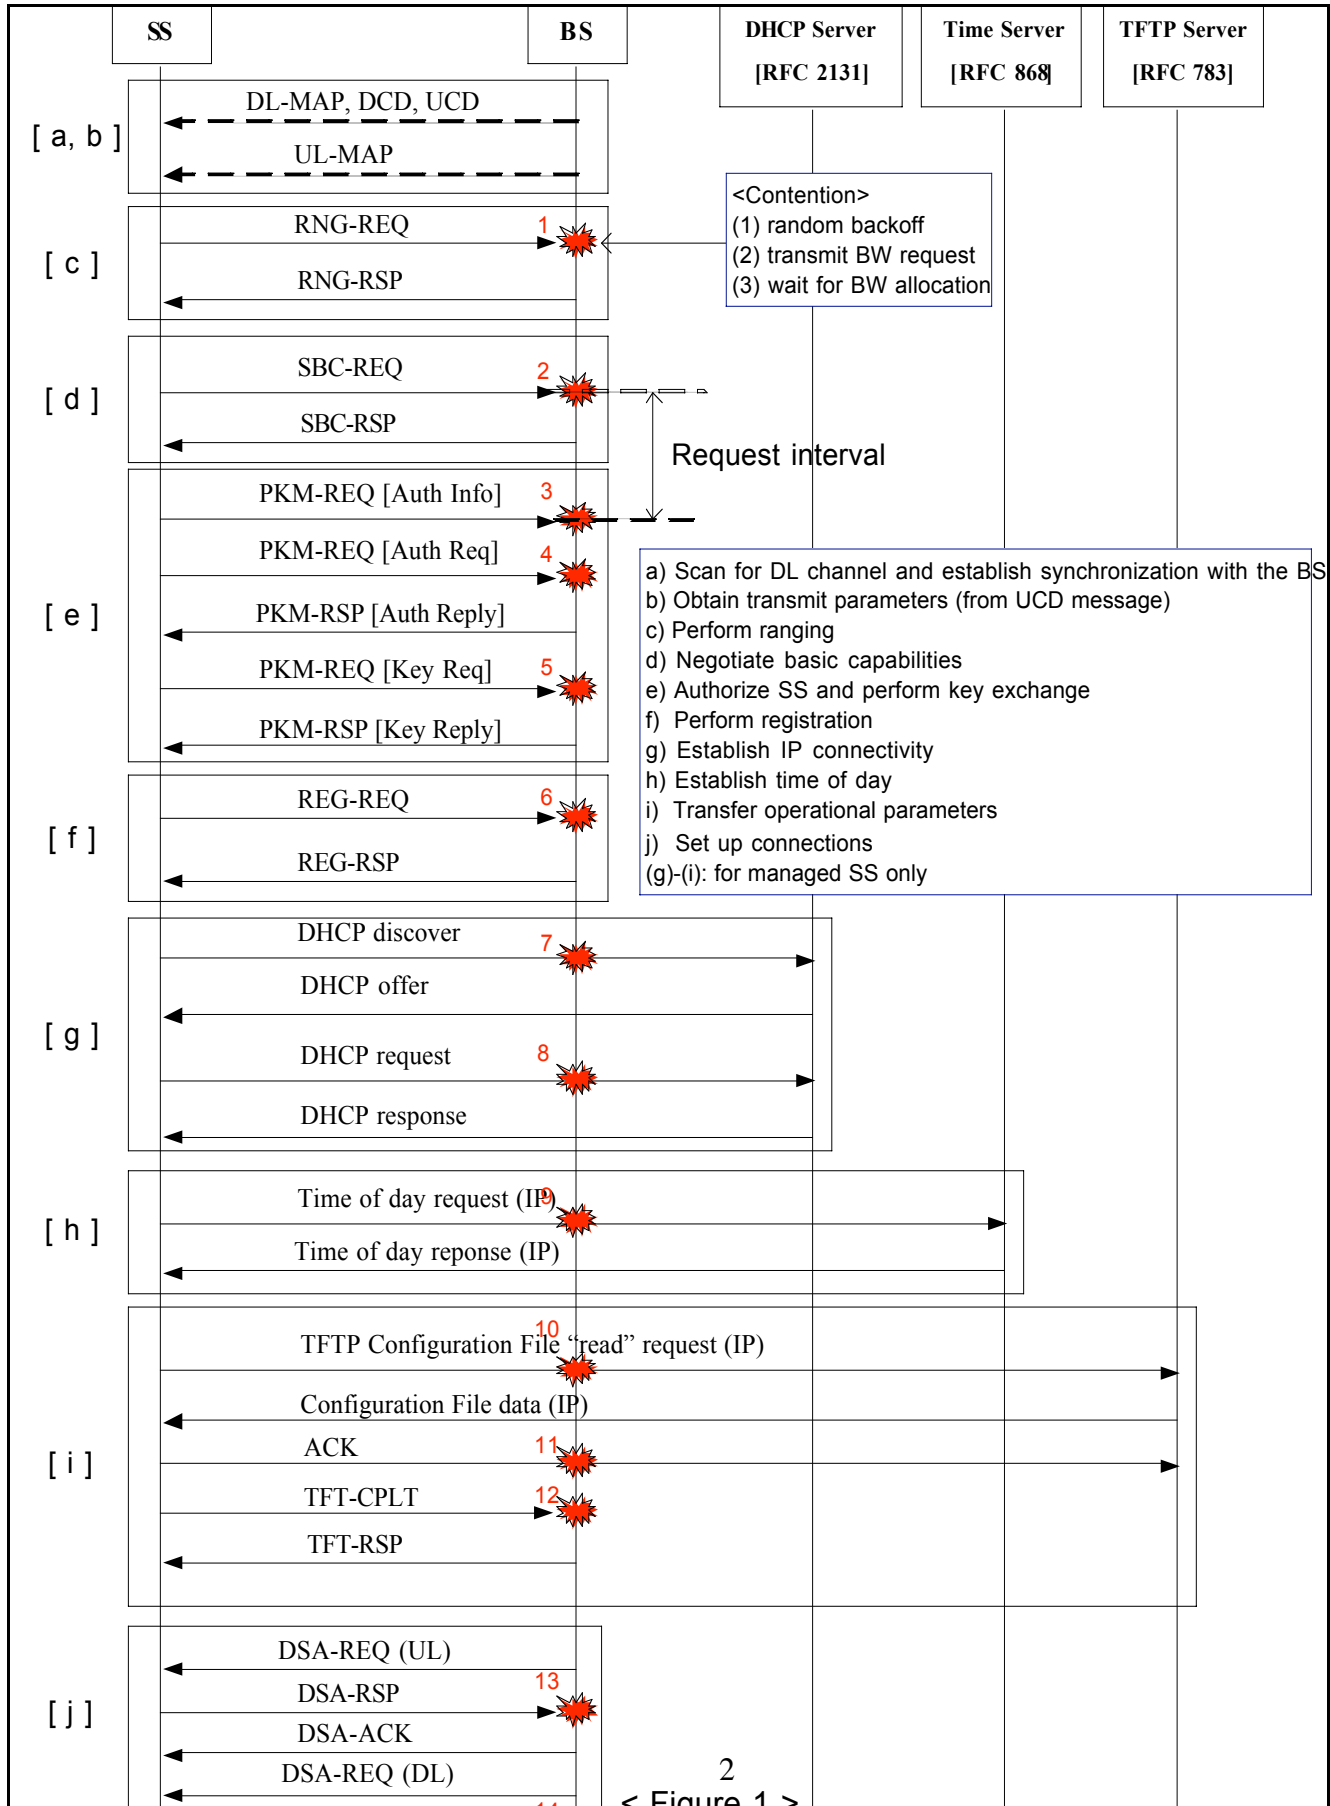 SS
BS
DHCP Server
[RFC 2131]
Time Server
[RFC 868]
TFTP Server
[RFC 783]
[ a, b ]
DL-MAP, DCD, UCD
UL-MAP
<Contention>
(1) random backoff
(2) transmit BW request
(3) wait for BW allocation
[ c ]
RNG-REQ
1
RNG-RSP
[ d ]
SBC-REQ
2
SBC-RSP
Request interval
[ e ]
PKM-REQ [Auth Info]
3
PKM-REQ [Auth Req]
4
PKM-RSP [Auth Reply]
PKM-REQ [Key Req]
5
PKM-RSP [Key Reply]
a) Scan for DL channel and establish synchronization with the BS
b) Obtain transmit parameters (from UCD message)
c) Perform ranging
d) Negotiate basic capabilities
e) Authorize SS and perform key exchange
f) Perform registration
g) Establish IP connectivity
h) Establish time of day
i) Transfer operational parameters
j) Set up connections
(g)-(i): for managed SS only
[ f ]
REG-REQ
6
REG-RSP
[ g ]
DHCP discover
7
DHCP offer
DHCP request
8
DHCP response
[ h ]
Time of day request (IP)
9
Time of day reponse (IP)
[ i ]
10
TFTP Configuration File “read” request (IP)
Configuration File data (IP)
ACK
11
TFT-CPLT
12
TFT-RSP
[ j ]
DSA-REQ (UL)
13
DSA-RSP
DSA-ACK
DSA-REQ (DL)
2
< Figure 1 >